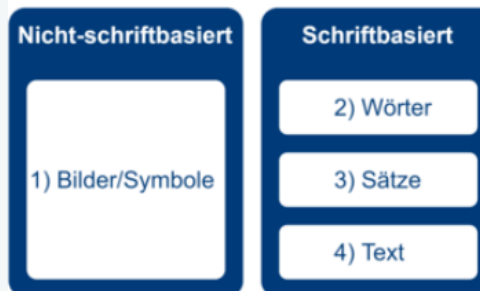 Nicht-schriftbasiert
1) Bilder/Symbole
Schriftbasiert
2) Wörter
3) Sätze
4) Text